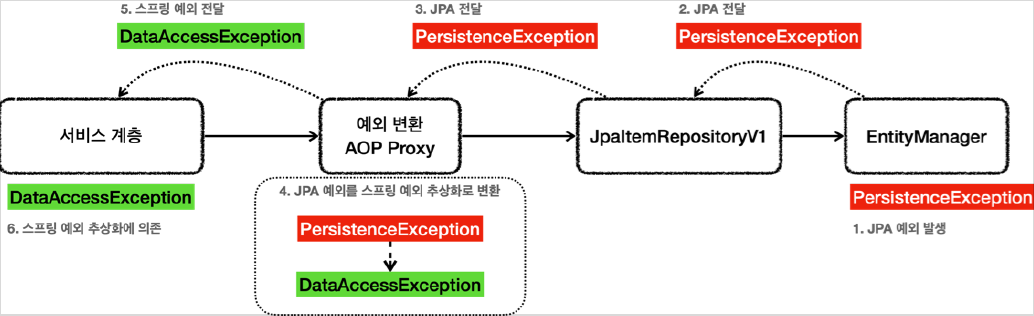 5. 스프링 예외 전달
DataAccessException
3. JPA 전달
PersistenceException
2. JPA 전달
PersistenceException
서비스 계층
예외 변환
AOP Proxy
JpaItemRepositoryV1
EntityManager
DataAccessException
6. 스프링 예외 추상화에 의존
4. JPA 예외를 스프링 예외 추상화로 변환
PersistenceException
DataAccessException
PersistenceException
1. JPA 예외 발생